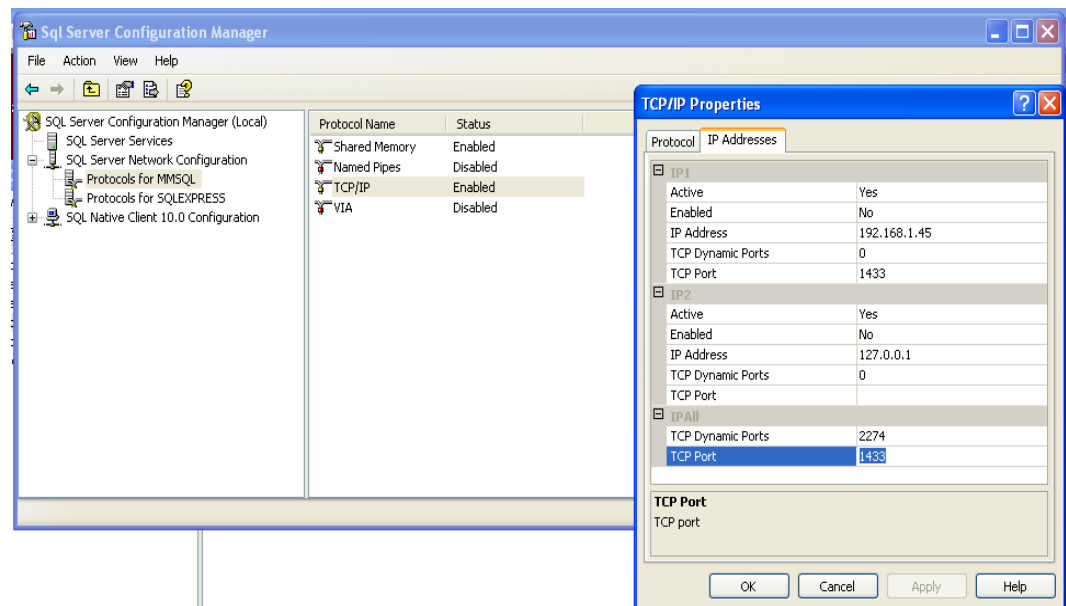 Sql Server Configuration Manager
File Action View Help
SQL Server Configuration Manager (Local)
SQL Server Services
SQL Server Network Configuration
Protocols for MMSQL
Protocols for SQLEXPRESS
SQL Native Client 10.0 Configuration
Protocol Name Status
Shared Memory Enabled
Named Pipes Disabled
TCP/IP Enabled
VIA Disabled
TCP/IP Properties
Protocol IP Addresses
IP1
Active Yes
Enabled No
IP Address 192.168.1.45
TCP Dynamic Ports 0
TCP Port 1433
IP2
Active Yes
Enabled No
IP Address 127.0.0.1
TCP Dynamic Ports 0
TCP Port
IPAll
TCP Dynamic Ports 2274
TCP Port 1433
TCP Port
TCP port
OK Cancel Apply Help